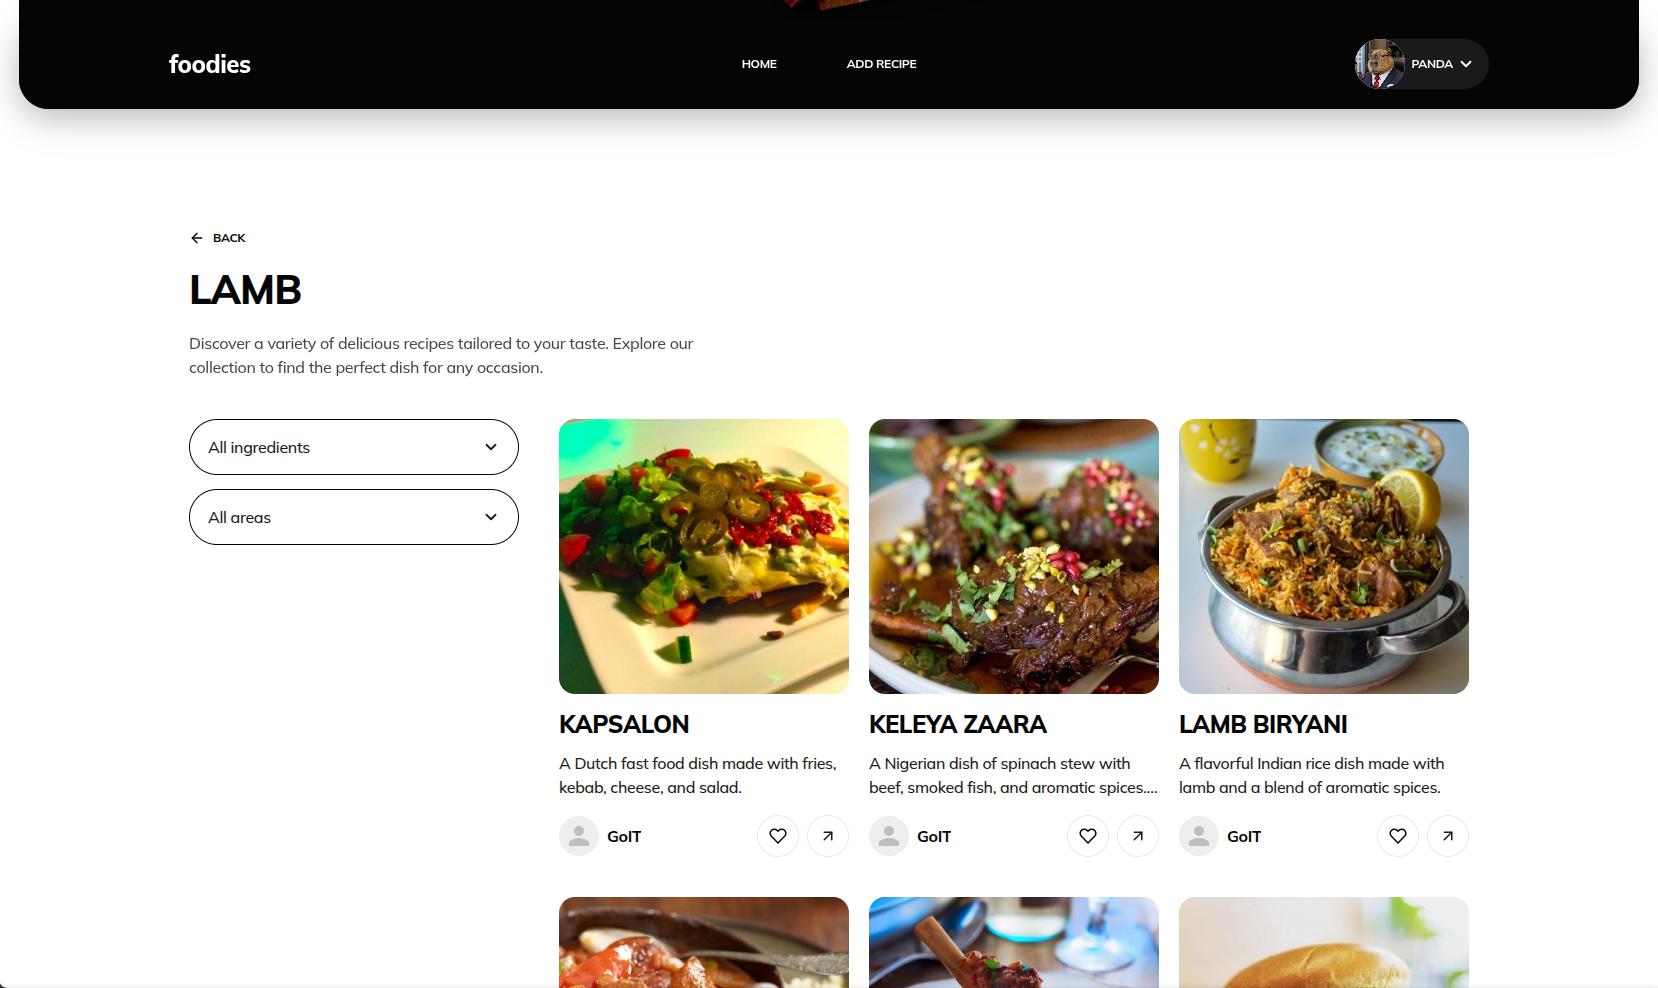 foodies
HOME
ADD RECIPE
PANDA
BACK
LAMB
Discover a variety of delicious recipes tailored to your taste. Explore our
collection to find the perfect dish for any occasion.
All ingredients
All areas
KAPSALON
A Dutch fast food dish made with fries,
kebab, cheese, and salad.
GoIT
KELEYA ZAARA
A Nigerian dish of spinach stew with
beef, smoked fish, and aromatic spices....
GoIT
LAMB BIRYANI
A flavorful Indian rice dish made with
lamb and a blend of aromatic spices.
GoIT